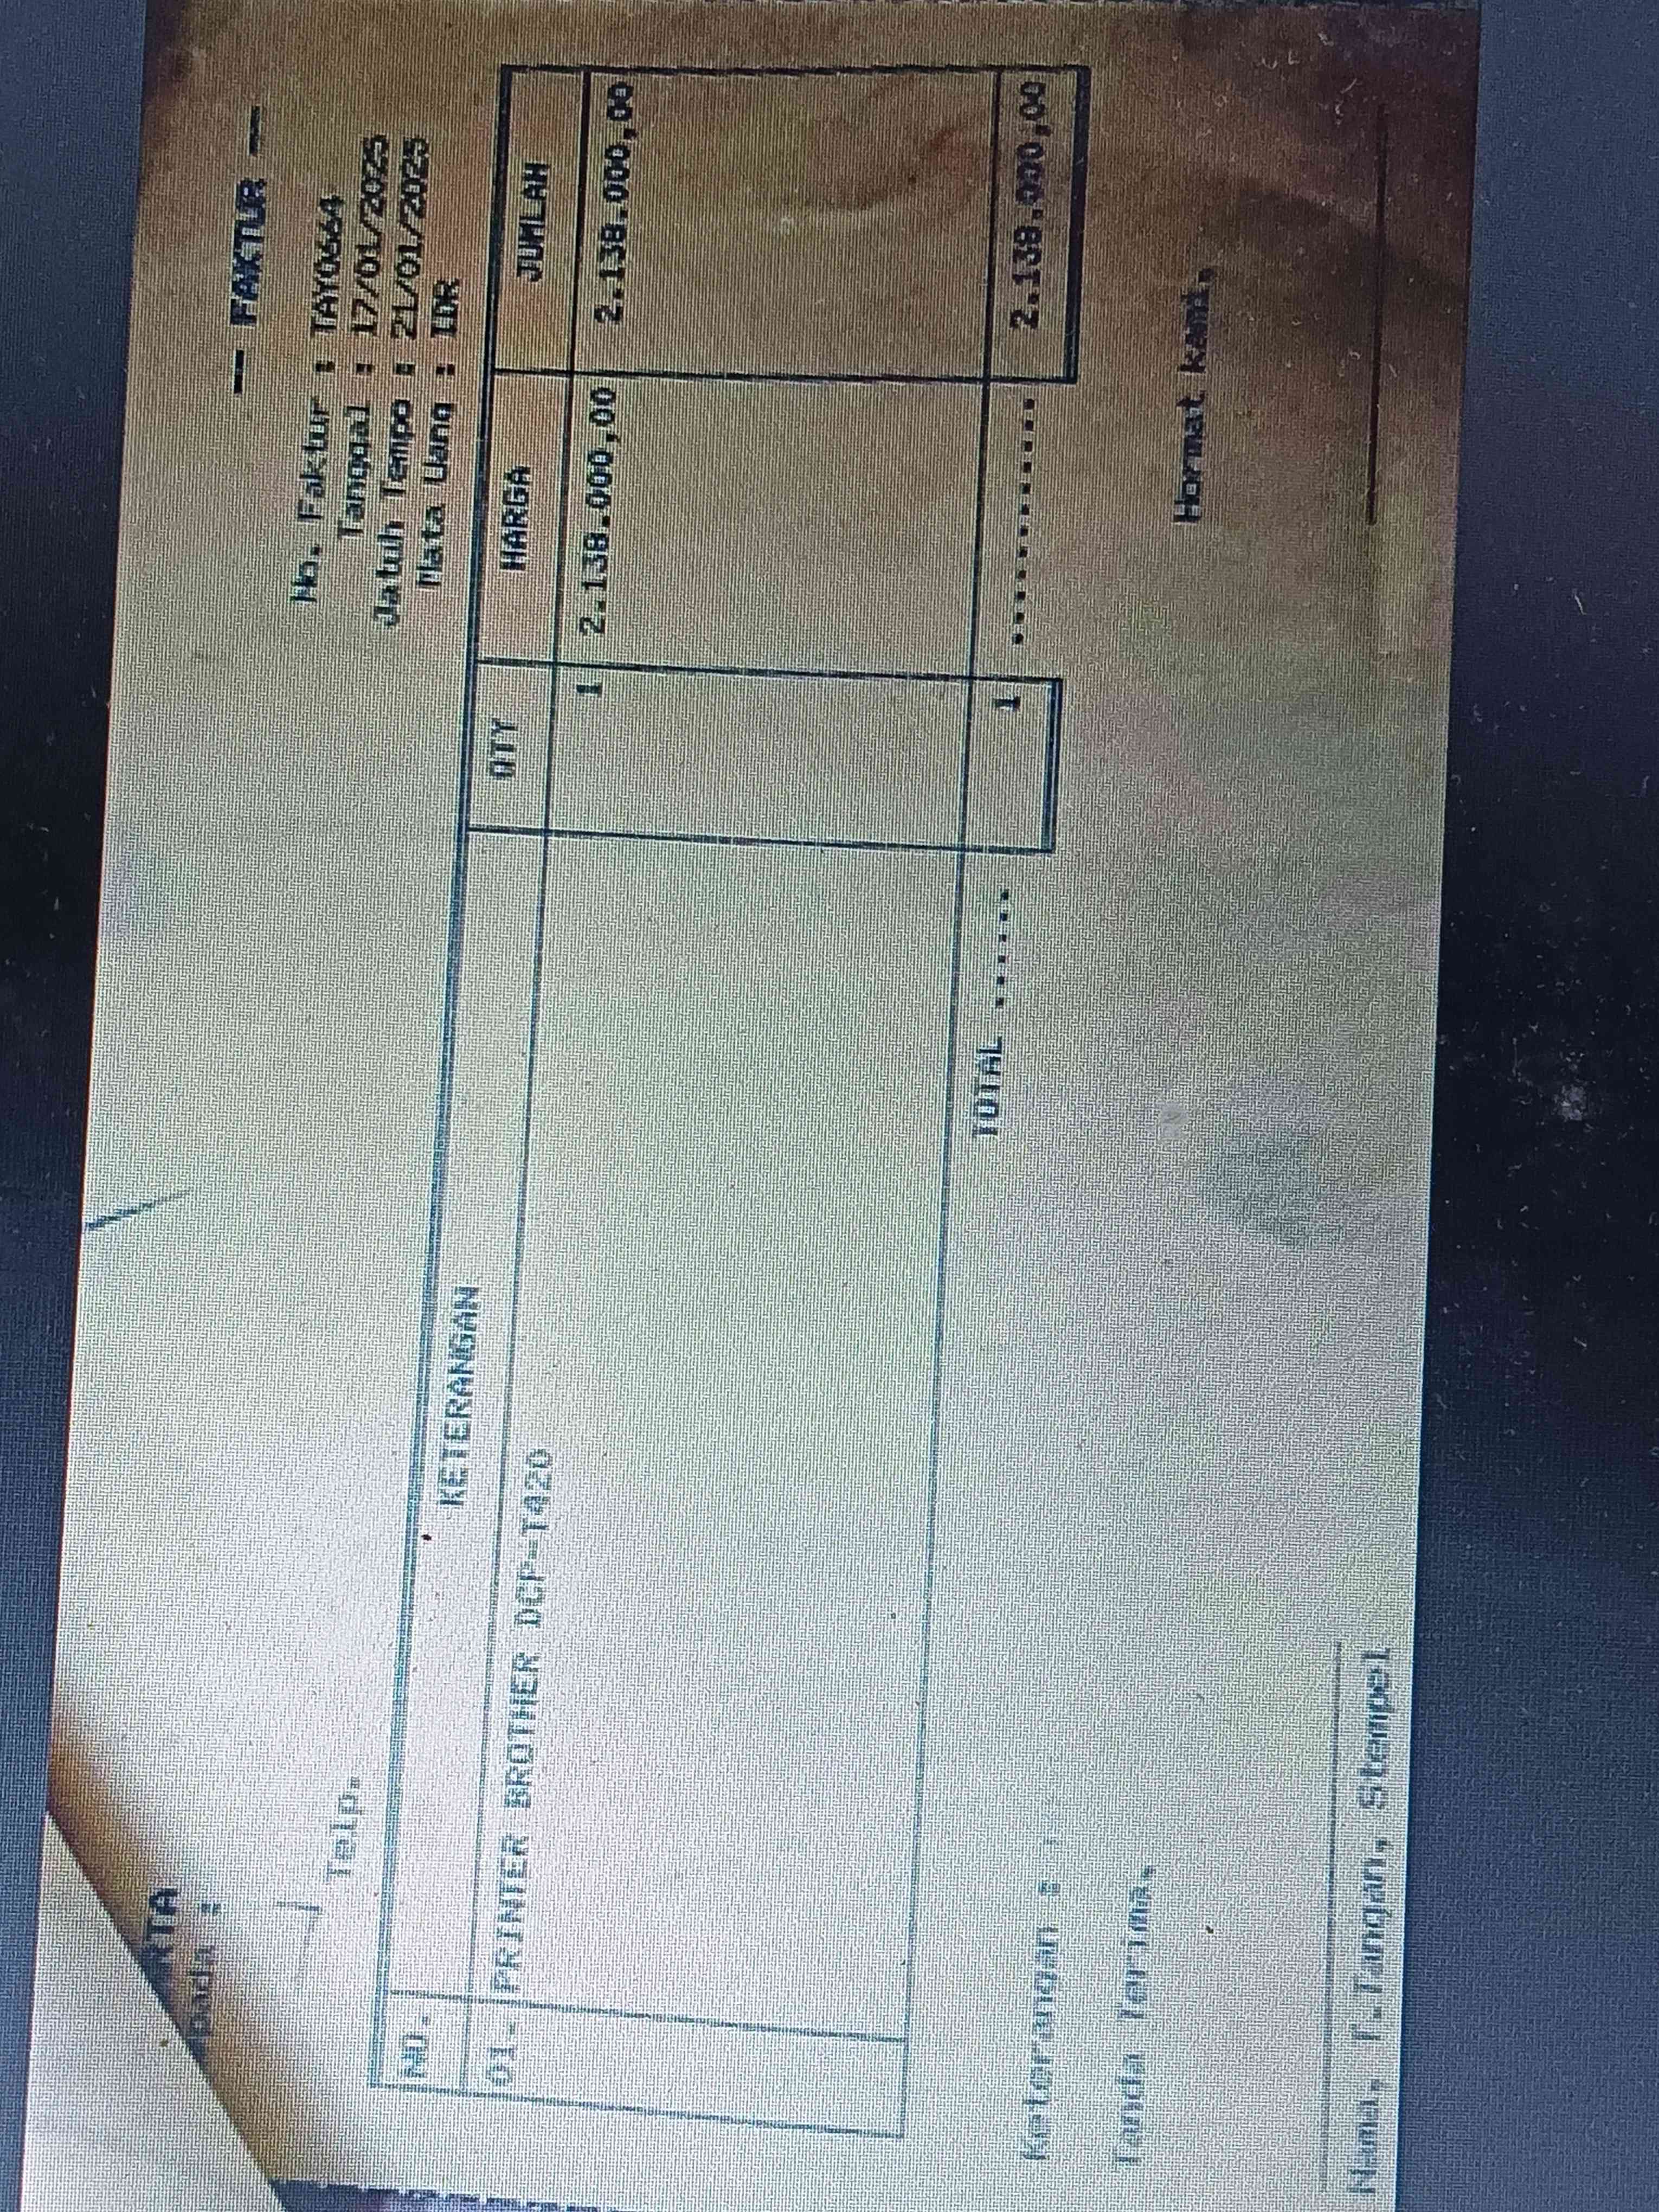 — FAKTUR —
No. Faktur : TAY0664
Tanggal : 17/01/2025
Jatuh Tempo : 21/01/2025
Mata Uang : IDR
Telp.
NO. KETERANGAN QTY HARGA JUMLAH
01. PRINTER BROTHER DCP-T420 1 2.138.000,00 2.138.000,00
TOTAL ....... 1 .............. 2.138.000,00
Keterangan :
Tanda Terima, Hormat kami,
Nama, T.Tangan, Stempel